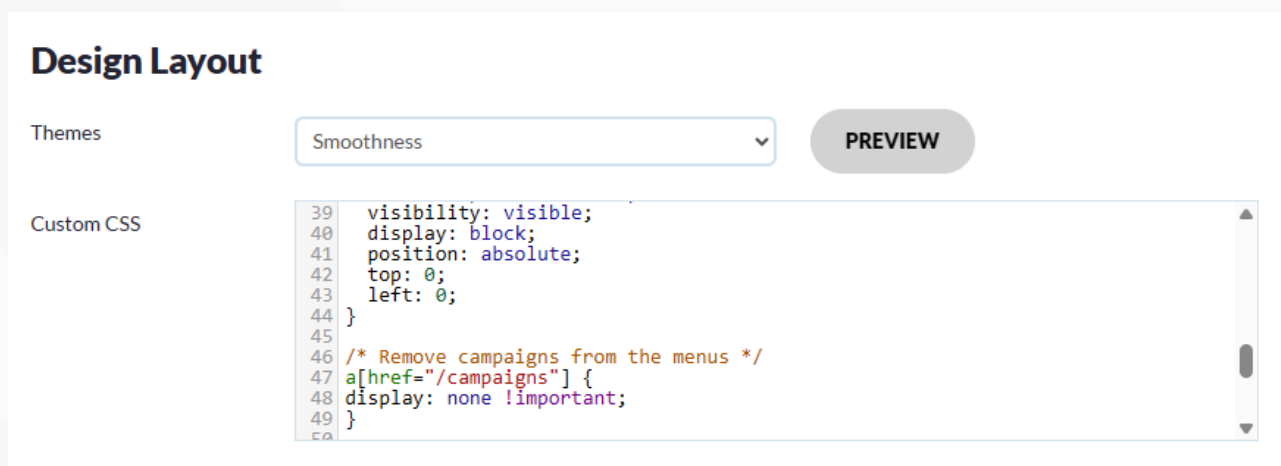 Design Layout
Themes
Smoothness
PREVIEW
Custom CSS
39 visibility: visible;
40 display: block;
41 position: absolute;
42 top: 0;
43 left: 0;
44 }
45
46 /* Remove campaigns from the menus */
47 a[href="/campaigns"] {
48 display: none !important;
49 }
50